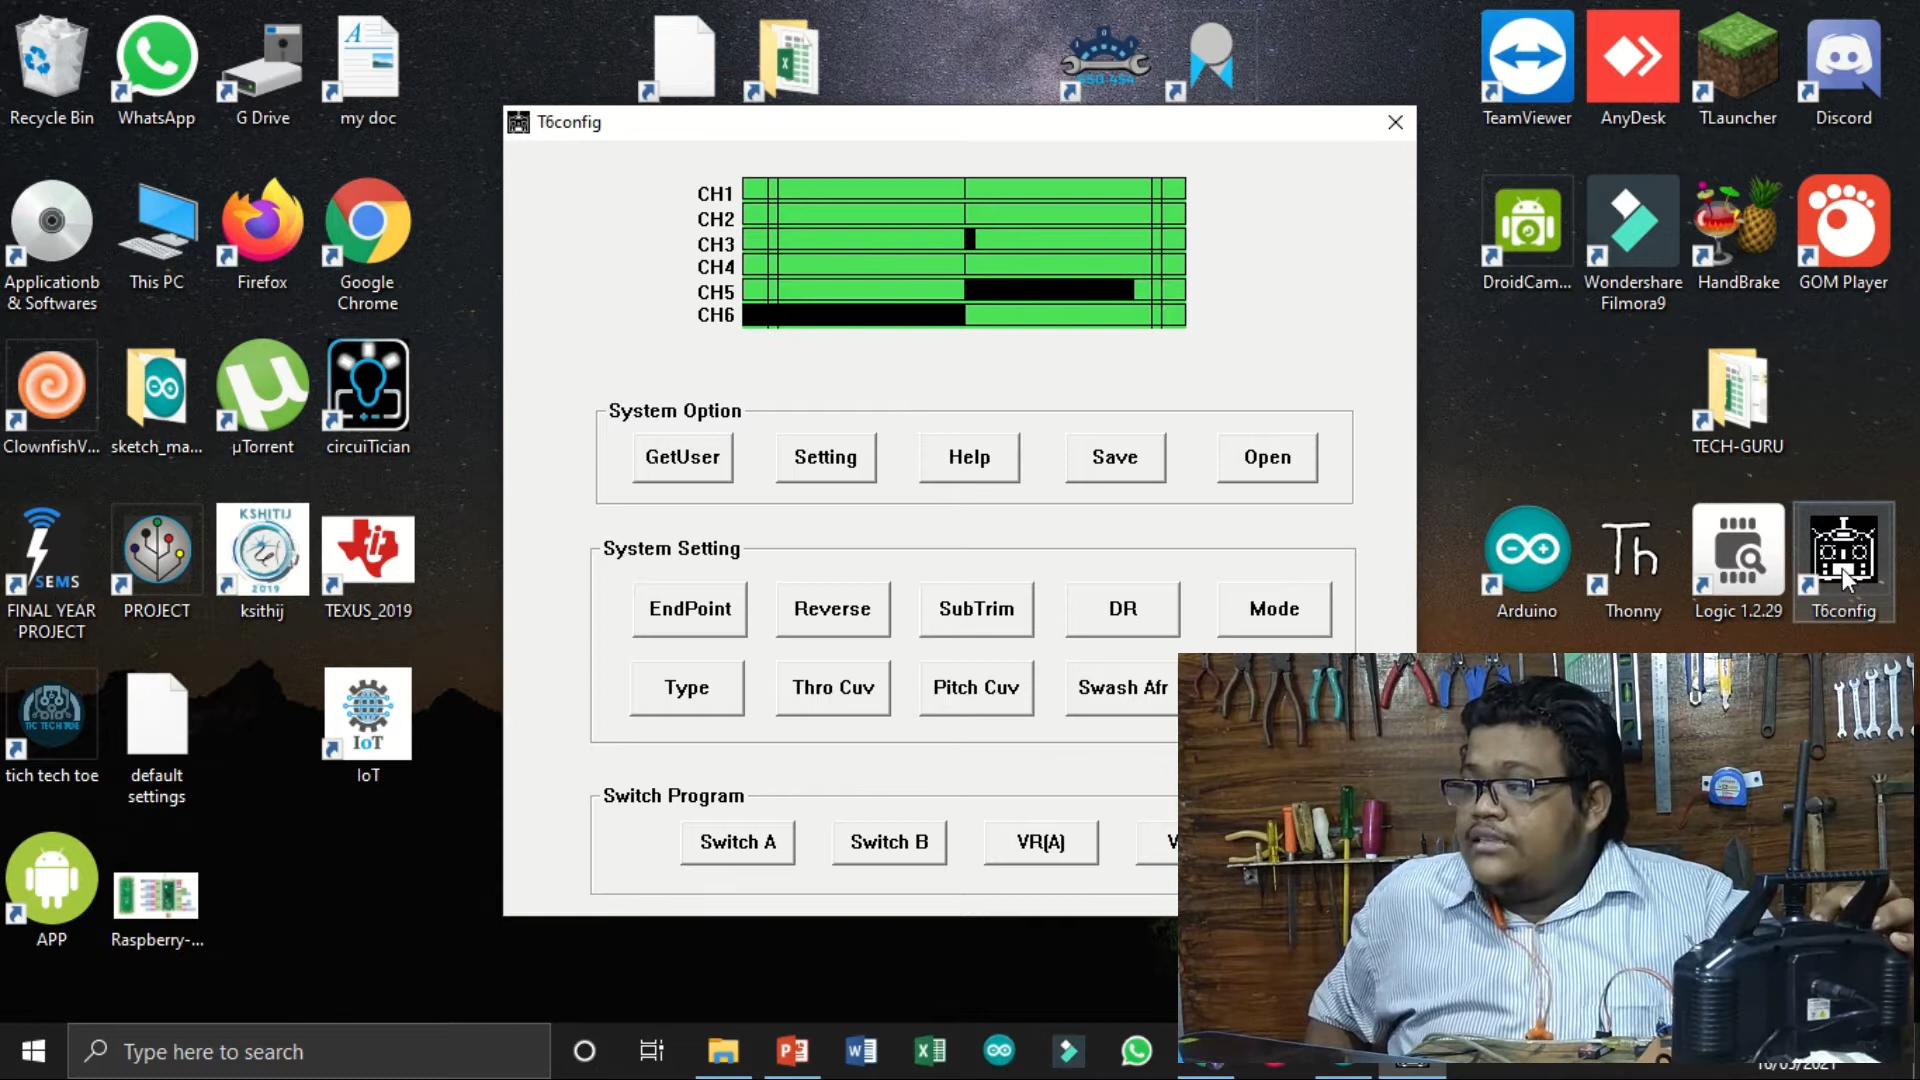 Recycle Bin
WhatsApp
G Drive
my doc
TeamViewer
AnyDesk
TLauncher
Discord
T6config
CH1
CH2
CH3
CH4
CH5
CH6
Applicationb
& Softwares
This PC
Firefox
Google
Chrome
DroidCam...
Wondershare
Filmora9
HandBrake
GOM Player
ClownfishV...
sketch_ma...
µTorrent
circuiTician
TECH-GURU
System Option
GetUser
Setting
Help
Save
Open
SEMS
KSHITIJ
2019
FINAL YEAR
PROJECT
PROJECT
ksithij
TEXUS_2019
Th
Arduino
Thonny
Logic 1.2.29
T6config
System Setting
EndPoint
Reverse
SubTrim
DR
Mode
Type
Thro Cuv
Pitch Cuv
Swash Afr
TIC TECH TOE
IoT
tich tech toe
default
settings
IoT
Switch Program
Switch A
Switch B
VR(A)
APP
Raspberry-...
Type here to search